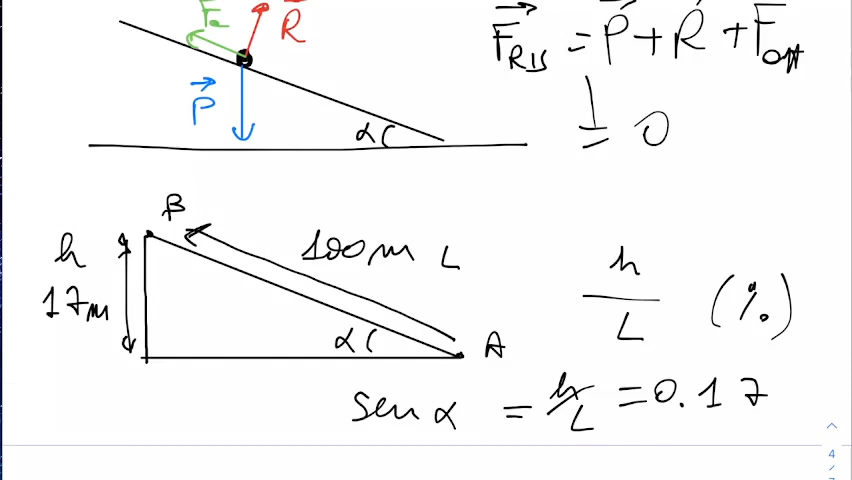 R
F_RIS = P + R + F_att
P
α
= 0
B
100m L
h
17m
h/L (%)
α
A
sen α = h/L = 0.17
4